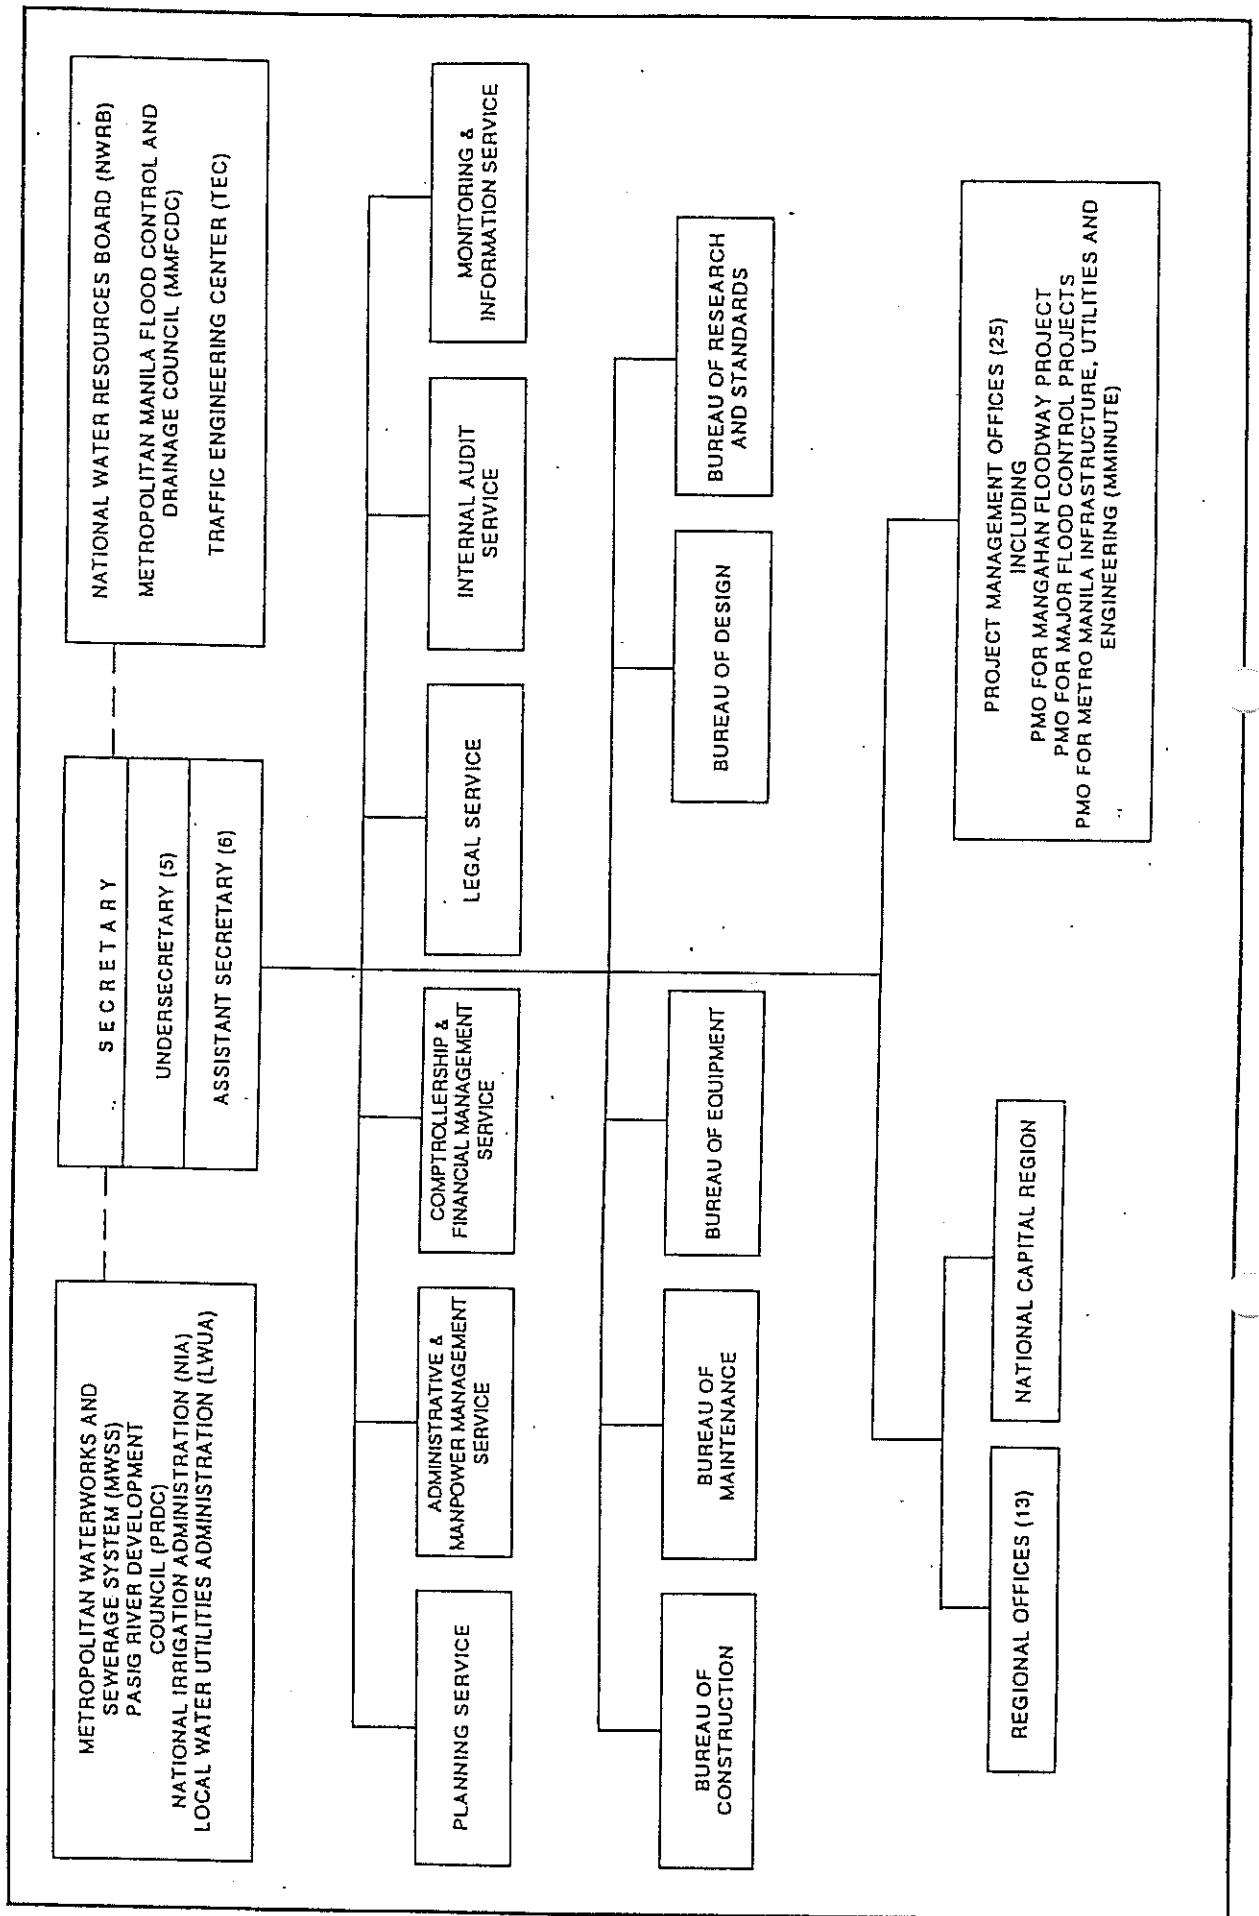 METROPOLITAN WATERWORKS AND
SEWERAGE SYSTEM (MWSS)
PASIG RIVER DEVELOPMENT
COUNCIL (PRDC)
NATIONAL IRRIGATION ADMINISTRATION (NIA)
LOCAL WATER UTILITIES ADMINISTRATION (LWUA)
SECRETARY
UNDERSECRETARY (5)
ASSISTANT SECRETARY (6)
NATIONAL WATER RESOURCES BOARD (NWRB)
METROPOLITAN MANILA FLOOD CONTROL AND
DRAINAGE COUNCIL (MMFCDC)
TRAFFIC ENGINEERING CENTER (TEC)
PLANNING SERVICE
ADMINISTRATIVE &
MANPOWER MANAGEMENT
SERVICE
COMPTROLLERSHIP &
FINANCIAL MANAGEMENT
SERVICE
LEGAL SERVICE
INTERNAL AUDIT
SERVICE
MONITORING &
INFORMATION SERVICE
BUREAU OF
CONSTRUCTION
BUREAU OF
MAINTENANCE
BUREAU OF EQUIPMENT
BUREAU OF DESIGN
BUREAU OF RESEARCH
AND STANDARDS
REGIONAL OFFICES (13)
NATIONAL CAPITAL REGION
PROJECT MANAGEMENT OFFICES (25)
INCLUDING
PMO FOR MANGAHAN FLOODWAY PROJECT
PMO FOR MAJOR FLOOD CONTROL PROJECTS
PMO FOR METRO MANILA INFRASTRUCTURE, UTILITIES AND
ENGINEERING (MMINUTE)